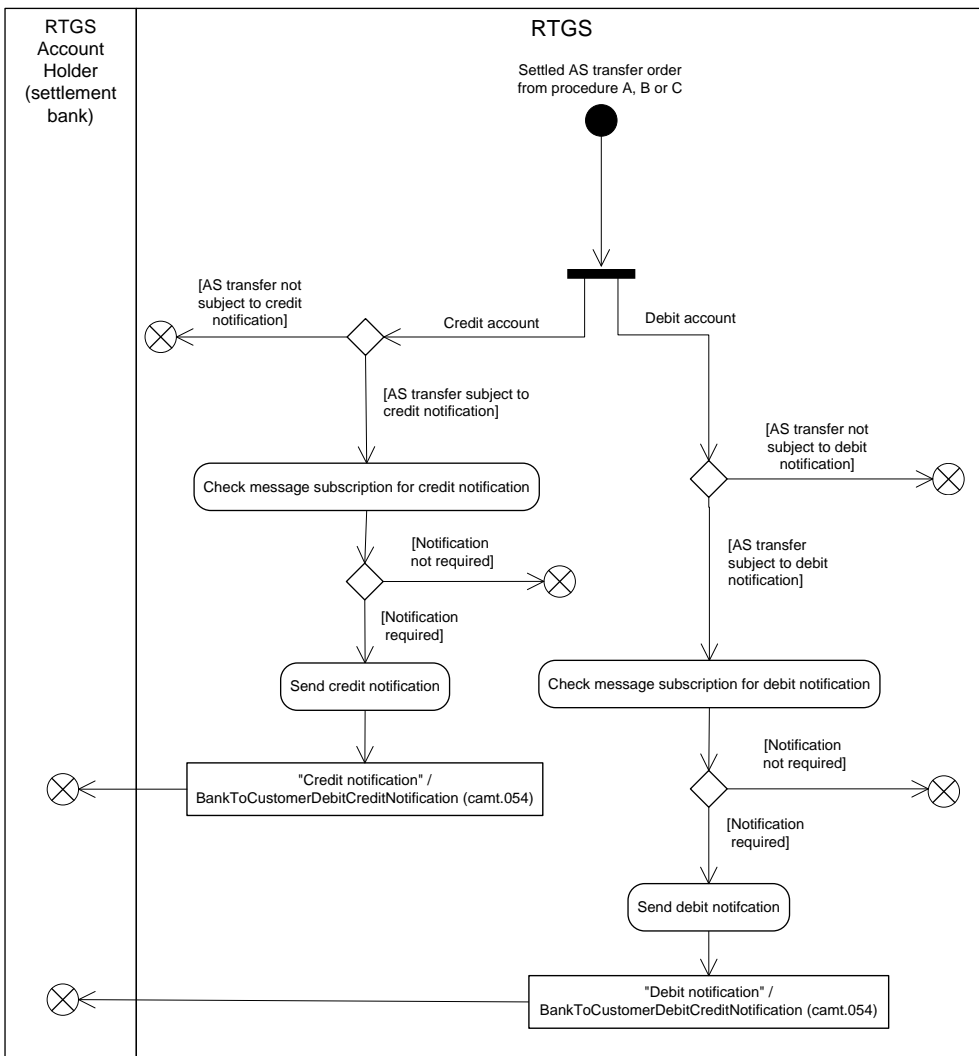 RTGS
Account
Holder
(settlement
bank)
RTGS
Settled AS transfer order
from procedure A, B or C
[AS transfer not
subject to credit
notification]
Credit account
Debit account
[AS transfer subject to
credit notification]
[AS transfer not
subject to debit
notification]
Check message subscription for credit notification
[Notification
not required]
[AS transfer
subject to debit
notification]
[Notification
required]
Send credit notification
Check message subscription for debit notification
"Credit notification" /
BankToCustomerDebitCreditNotification (camt.054)
[Notification
not required]
[Notification
required]
Send debit notifcation
"Debit notification" /
BankToCustomerDebitCreditNotification (camt.054)